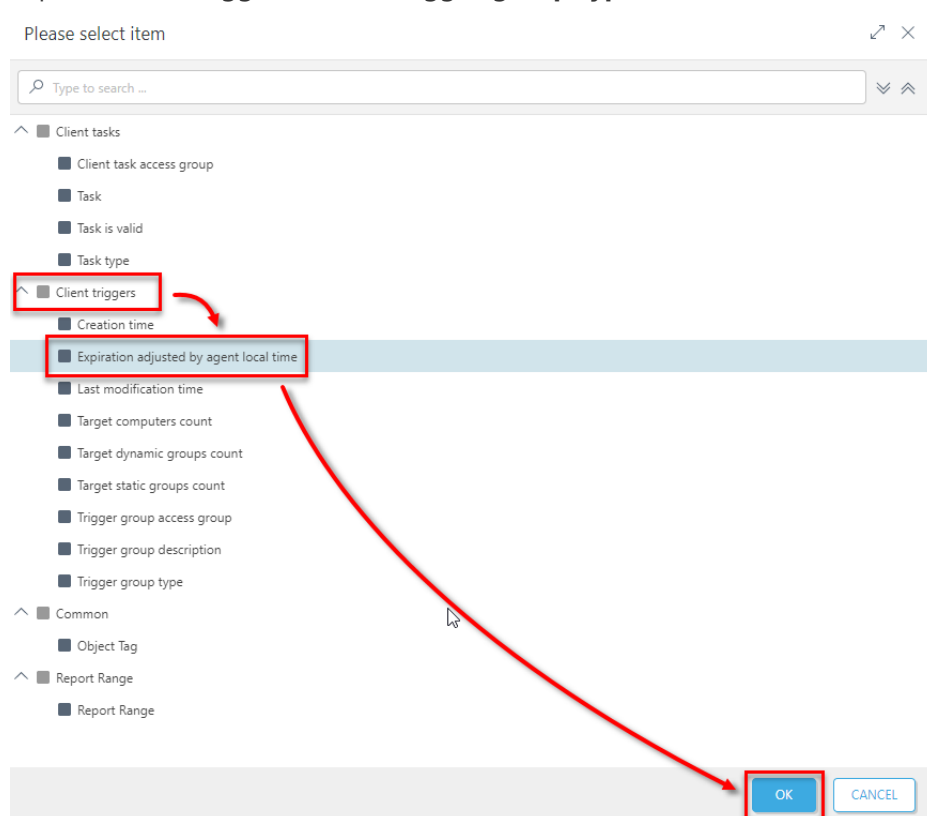 Please select item
Type to search ...
Client tasks
Client task access group
Task
Task is valid
Task type
Client triggers
Creation time
Expiration adjusted by agent local time
Last modification time
Target computers count
Target dynamic groups count
Target static groups count
Trigger group access group
Trigger group description
Trigger group type
Common
Object Tag
Report Range
Report Range
OK CANCEL